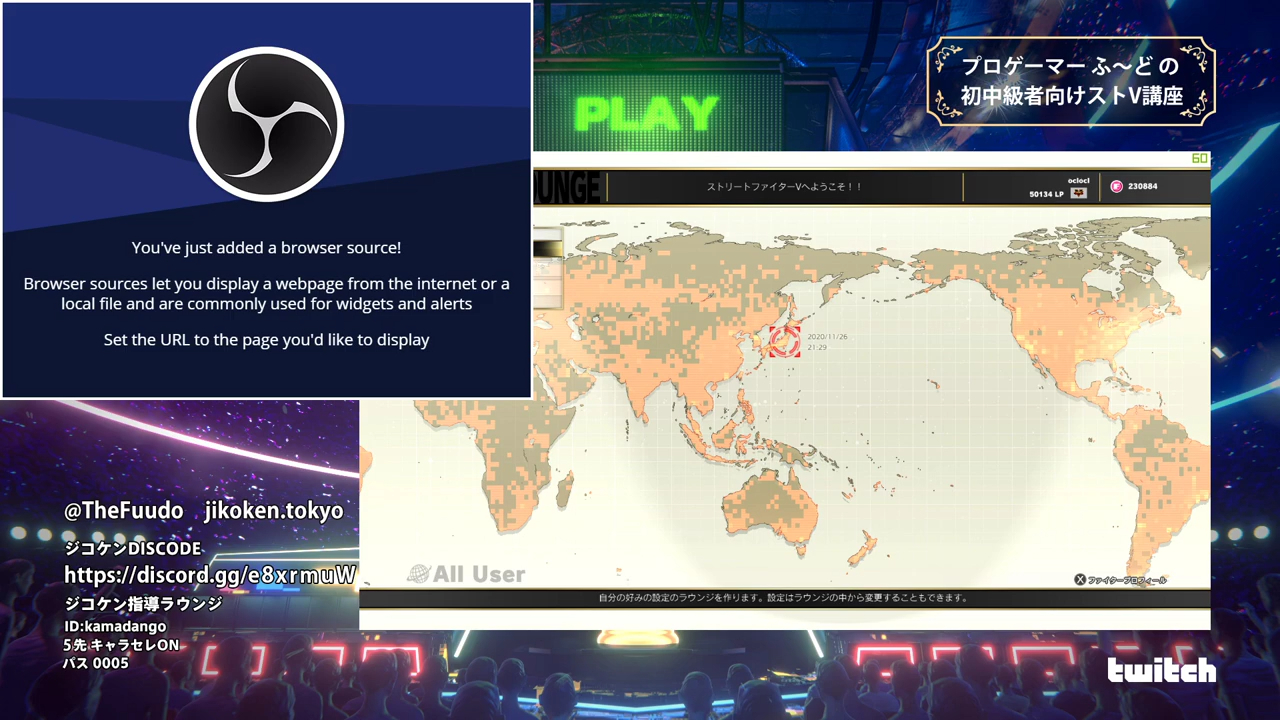 You've just added a browser source!
Browser sources let you display a webpage from the internet or a
local file and are commonly used for widgets and alerts
Set the URL to the page you'd like to display
PLAY
プロゲーマー ふ～ど の
初中級者向けストV講座
60
UNGE
ストリートファイターVへようこそ！！
oclocl
50134 LP
230884
2020/11/26
21:29
All User
Ⓧ ファイタープロフィール
自分の好みの設定のラウンジを作ります。設定はラウンジの中から変更することもできます。
@TheFuudo jikoken.tokyo
ジコケンDISCODE
https://discord.gg/e8xrmuW
ジコケン指導ラウンジ
ID:kamadango
5先 キャラセレON
パス 0005
twitch